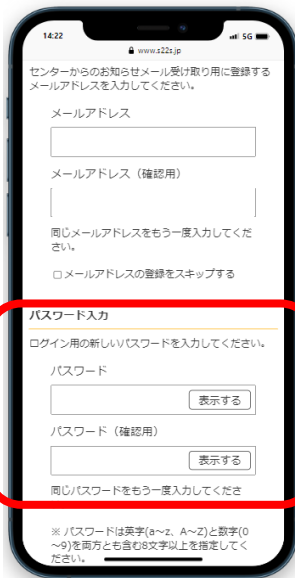 14:22
5G
www.s22s.jp
センターからのお知らせメール受け取り用に登録する
メールアドレスを入力してください。
メールアドレス
メールアドレス（確認用）
同じメールアドレスをもう一度入力してくだ
さい。
メールアドレスの登録をスキップする
パスワード入力
ログイン用の新しいパスワードを入力してください。
パスワード
表示する
パスワード（確認用）
表示する
同じパスワードをもう一度入力してくださ
※ パスワードは英字(a～z、A～Z)と数字(0
～9)を両方とも含む8文字以上を指定してく
ださい。